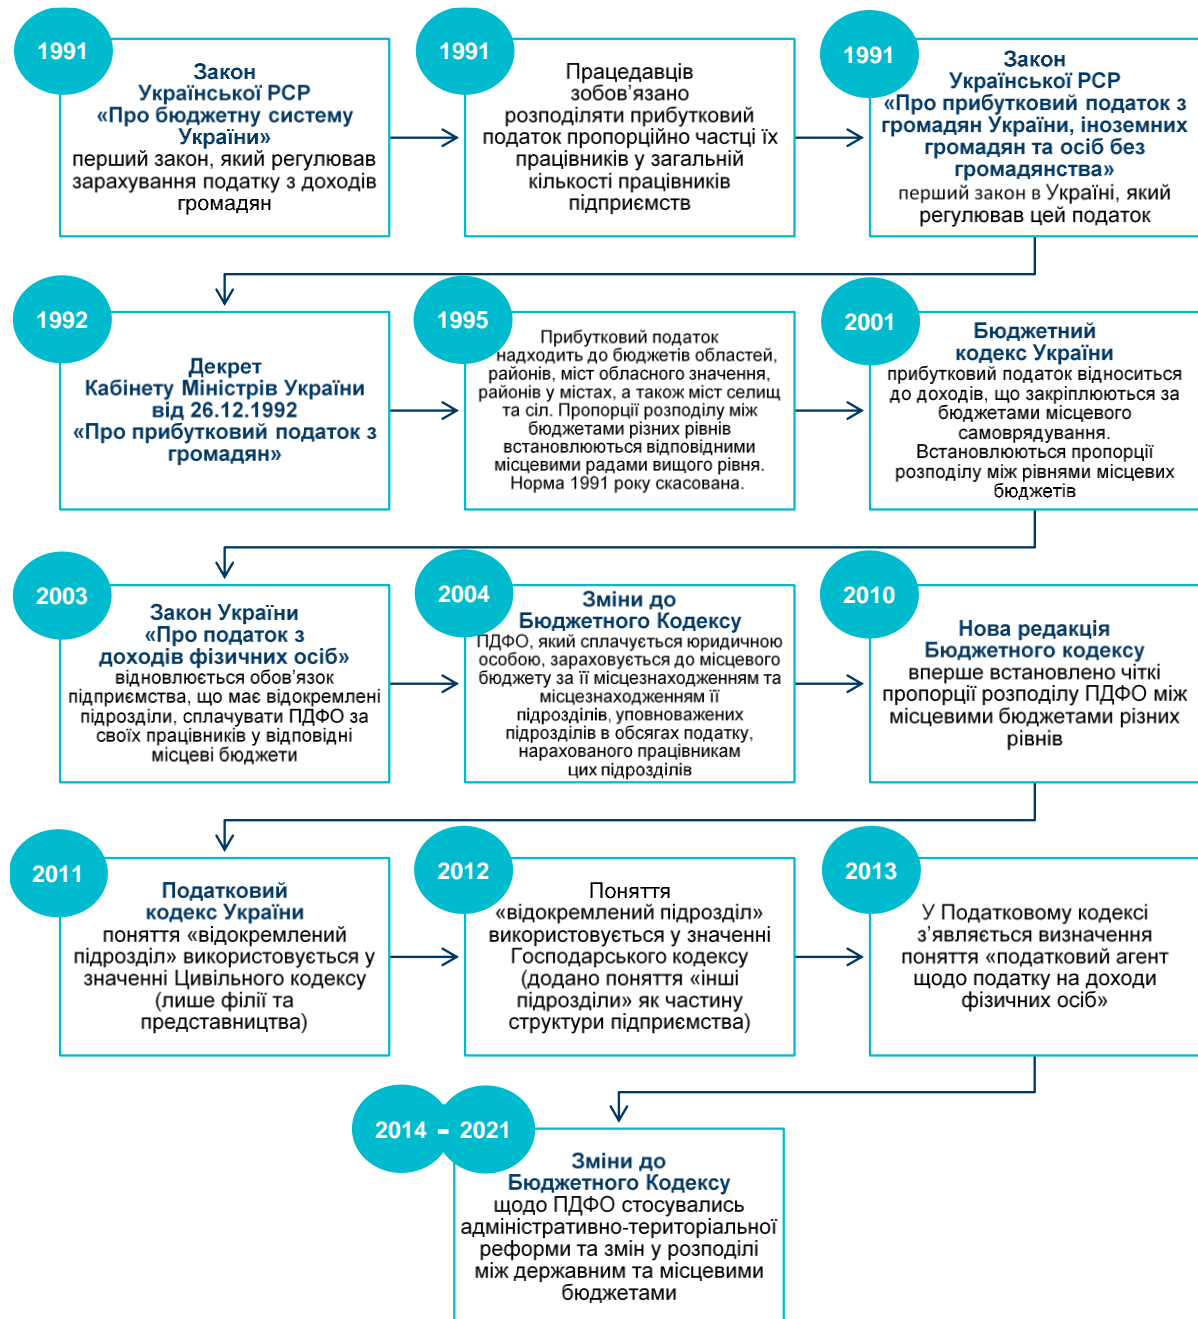 1991
Закон
Української РСР
«Про бюджетну систему
України»
перший закон, який регулював
зарахування податку з доходів
громадян
1991
Працедавців
зобов’язано
розподіляти прибутковий
податок пропорційно частці їх
працівників у загальній
кількості працівників
підприємств
1991
Закон
Української РСР
«Про прибутковий податок з
громадян України, іноземних
громадян та осіб без
громадянства»
перший закон в Україні, який
регулював цей податок
1992
Декрет
Кабінету Міністрів України
від 26.12.1992
«Про прибутковий податок з
громадян»
1995
Прибутковий податок
надходить до бюджетів областей,
районів, міст обласного значення,
районів у містах, а також міст селищ
та сіл. Пропорції розподілу між
бюджетами різних рівнів
встановлюються відповідними
місцевими радами вищого рівня.
Норма 1991 року скасована.
2001
Бюджетний
кодекс України
прибутковий податок відноситься
до доходів, що закріплюються за
бюджетами місцевого
самоврядування.
Встановлюються пропорції
розподілу між рівнями місцевих
бюджетів
2003
Закон України
«Про податок з
доходів фізичних осіб»
відновлюється обов’язок
підприємства, що має відокремлені
підрозділи, сплачувати ПДФО за
своїх працівників у відповідні
місцеві бюджети
2004
Зміни до
Бюджетного Кодексу
ПДФО, який сплачується юридичною
особою, зараховується до місцевого
бюджету за її місцезнаходженням та
місцезнаходженням її
підрозділів, уповноважених
підрозділів в обсягах податку,
нарахованого працівникам
цих підрозділів
2010
Нова редакція
Бюджетного кодексу
вперше встановлено чіткі
пропорції розподілу ПДФО між
місцевими бюджетами різних
рівнів
2011
Податковий
кодекс України
поняття «відокремлений
підрозділ» використовується у
значенні Цивільного кодексу
(лише філії та
представництва)
2012
Поняття
«відокремлений підрозділ»
використовується у значенні
Господарського кодексу
(додано поняття «інші
підрозділи» як частину
структури підприємства)
2013
У Податковому кодексі
з’являється визначення
поняття «податковий агент
щодо податку на доходи
фізичних осіб»
2014 - 2021
Зміни до
Бюджетного Кодексу
щодо ПДФО стосувались
адміністративно-територіальної
реформи та змін у розподілі
між державним та місцевими
бюджетами